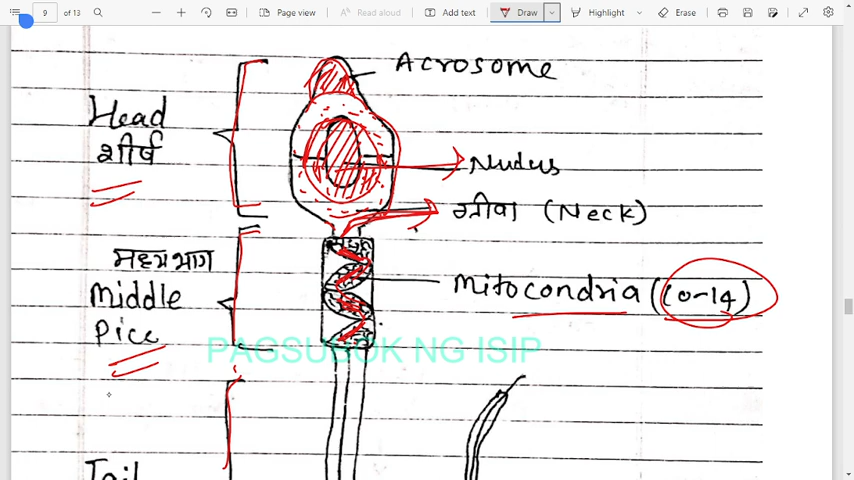 9 of 13
Page view
Read aloud
Add text
Draw
Highlight
Erase
Acrosome
Head
शीर्ष
Nudus
ग्रीवा (Neck)
मध्यभाग
Middle
Pice
Mitocondria (10-14)
PAGSUBOK NG ISIP
Tail